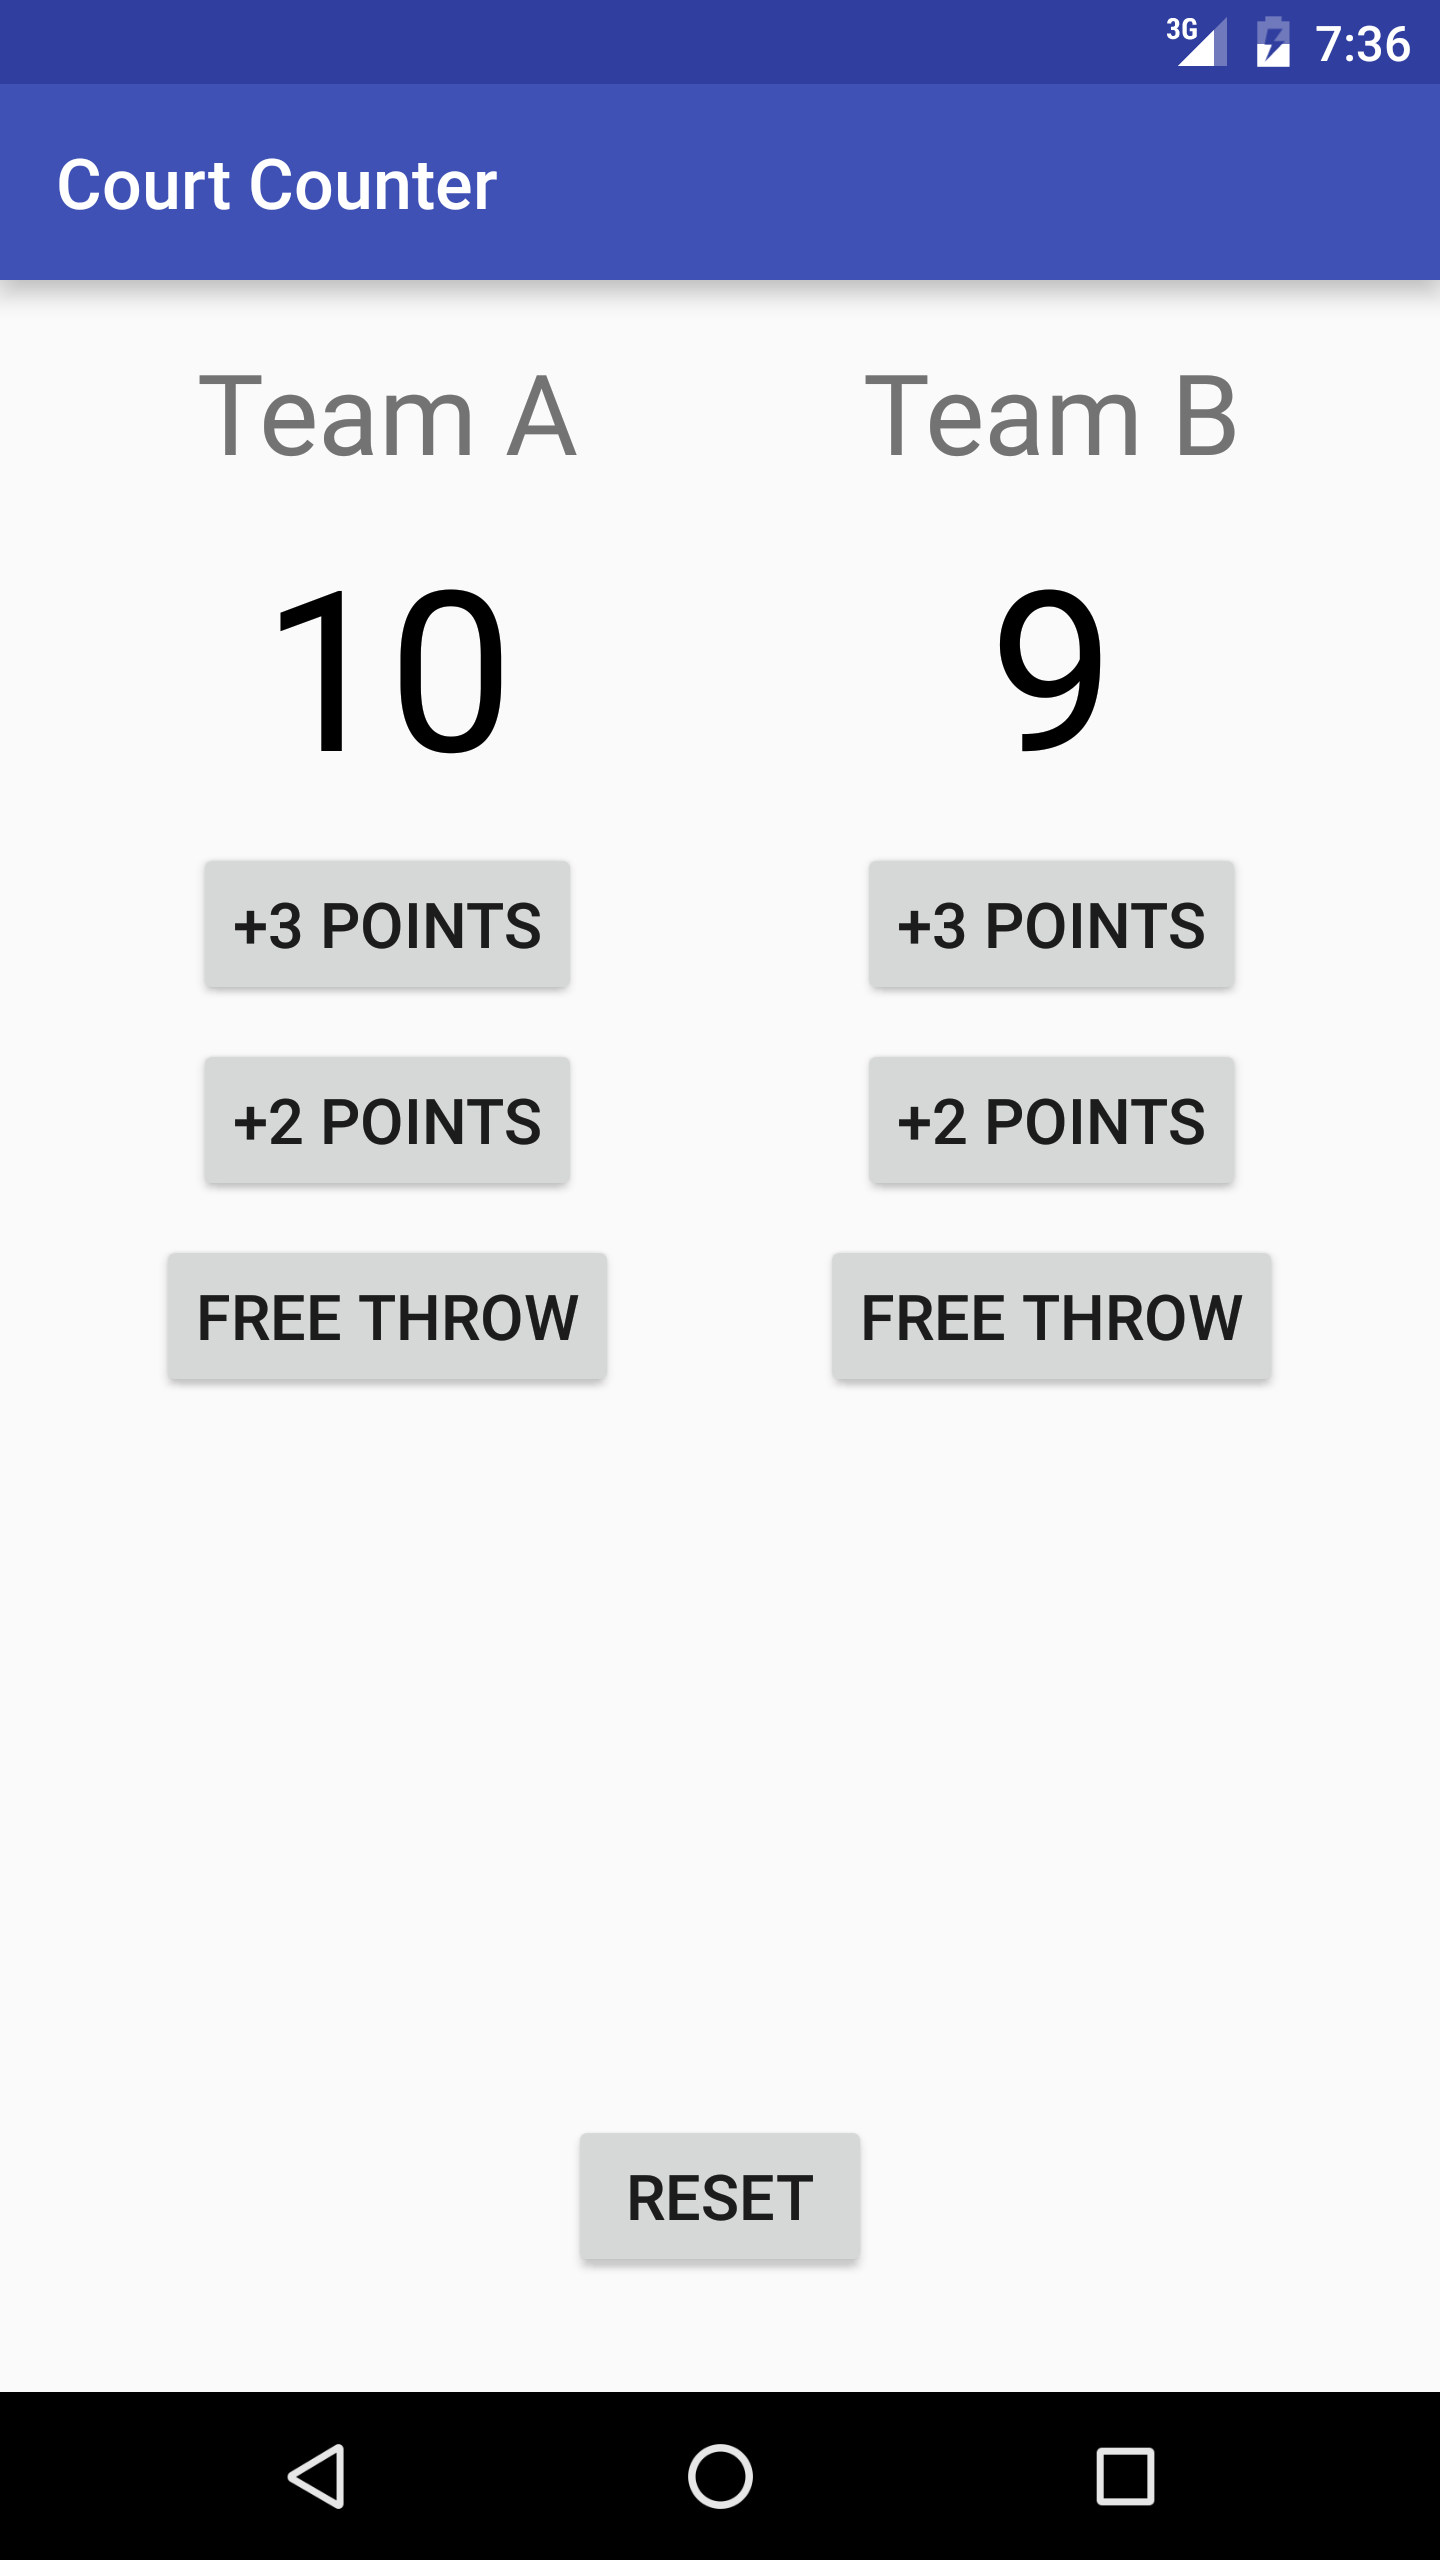 3G 7:36
Court Counter
Team A Team B
10 9
+3 POINTS +3 POINTS
+2 POINTS +2 POINTS
FREE THROW FREE THROW
RESET